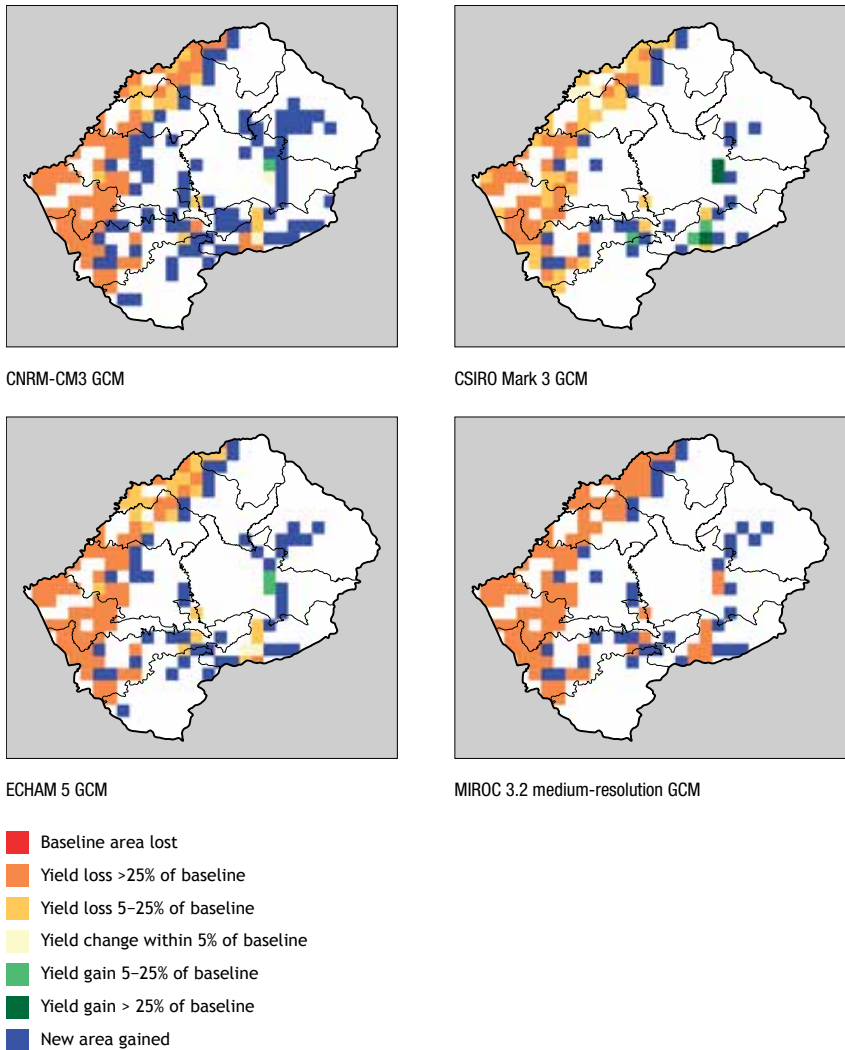 CNRM-CM3 GCM
CSIRO Mark 3 GCM
ECHAM 5 GCM
MIROC 3.2 medium-resolution GCM
Baseline area lost
Yield loss >25% of baseline
Yield loss 5–25% of baseline
Yield change within 5% of baseline
Yield gain 5–25% of baseline
Yield gain > 25% of baseline
New area gained